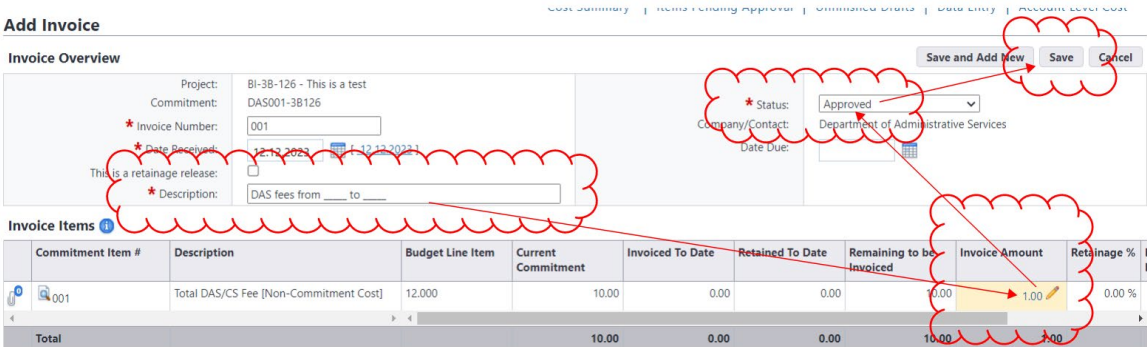 Cost Summary | Items Pending Approval | Unfinished Drafts | Data Entry | Account Level Cost
Add Invoice
Invoice Overview Save and Add New Save Cancel
Project: BI-3B-126 - This is a test
Commitment: DAS001-3B126 * Status: Approved
* Invoice Number: 001 Company/Contact: Department of Administrative Services
* Date Received: 12.12.2023 [ 12.12.2023 ] Date Due:
This is a retainage release:
* Description: DAS fees from ____ to ____
Invoice Items
Commitment Item # Description Budget Line Item Current Commitment Invoiced To Date Retained To Date Remaining to be Invoiced Invoice Amount Retainage %
0 001 Total DAS/CS Fee [Non-Commitment Cost] 12.000 10.00 0.00 0.00 10.00 1.00 0.00 %
Total 10.00 0.00 0.00 10.00 1.00